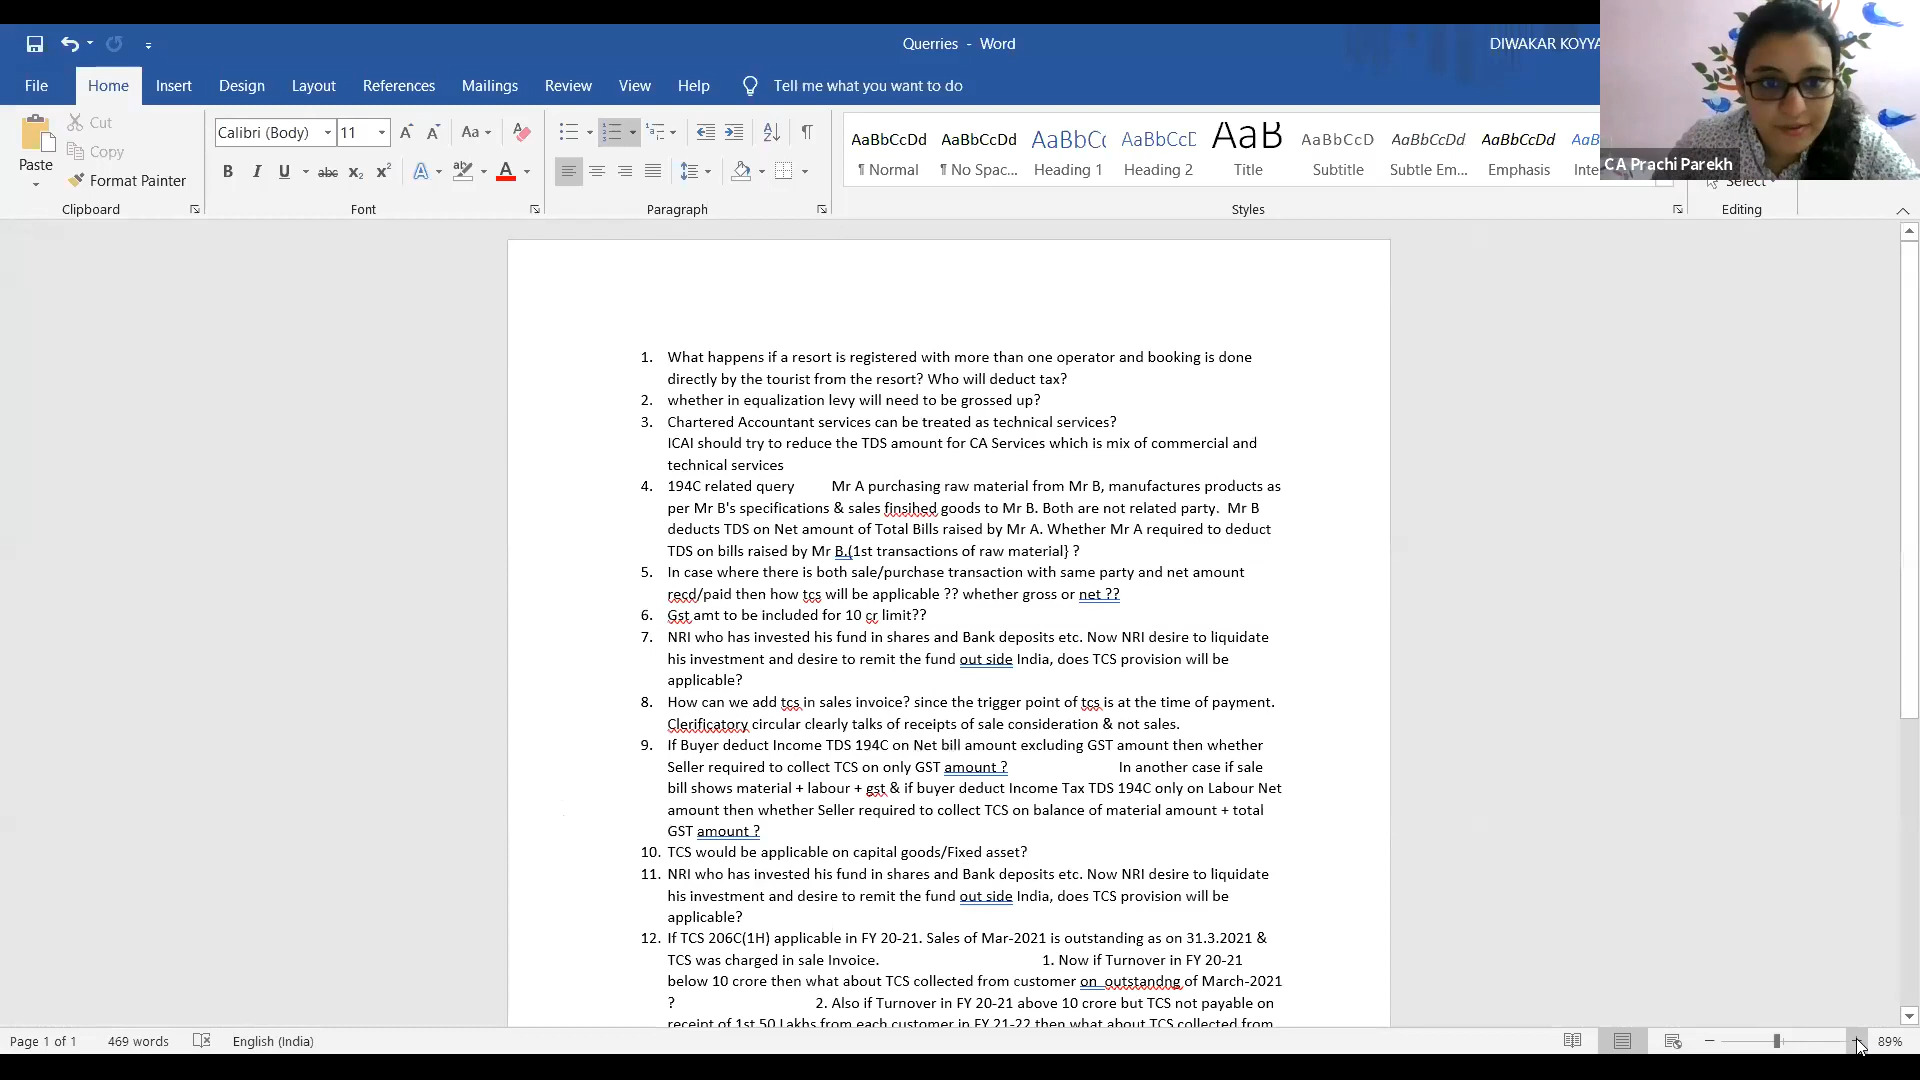 Querries - Word
DIWAKAR KOYYA
File Home Insert Design Layout References Mailings Review View Help Tell me what you want to do
Paste
Cut
Copy
Format Painter
Clipboard
Calibri (Body) 11
Font
Paragraph
AaBbCcDd AaBbCcDd AaBbCc AaBbCcD AaB AaBbCcD AaBbCcDd AaBbCcDd
¶ Normal ¶ No Spac... Heading 1 Heading 2 Title Subtitle Subtle Em... Emphasis
Styles
Select
Editing
CA Prachi Parekh
1. What happens if a resort is registered with more than one operator and booking is done
directly by the tourist from the resort? Who will deduct tax?
2. whether in equalization levy will need to be grossed up?
3. Chartered Accountant services can be treated as technical services?
ICAI should try to reduce the TDS amount for CA Services which is mix of commercial and
technical services
4. 194C related query Mr A purchasing raw material from Mr B, manufactures products as
per Mr B's specifications & sales finsihed goods to Mr B. Both are not related party. Mr B
deducts TDS on Net amount of Total Bills raised by Mr A. Whether Mr A required to deduct
TDS on bills raised by Mr B.(1st transactions of raw material} ?
5. In case where there is both sale/purchase transaction with same party and net amount
recd/paid then how tcs will be applicable ?? whether gross or net ??
6. Gst amt to be included for 10 cr limit??
7. NRI who has invested his fund in shares and Bank deposits etc. Now NRI desire to liquidate
his investment and desire to remit the fund out side India, does TCS provision will be
applicable?
8. How can we add tcs in sales invoice? since the trigger point of tcs is at the time of payment.
Clerificatory circular clearly talks of receipts of sale consideration & not sales.
9. If Buyer deduct Income TDS 194C on Net bill amount excluding GST amount then whether
Seller required to collect TCS on only GST amount ? In another case if sale
bill shows material + labour + gst & if buyer deduct Income Tax TDS 194C only on Labour Net
amount then whether Seller required to collect TCS on balance of material amount + total
GST amount ?
10. TCS would be applicable on capital goods/Fixed asset?
11. NRI who has invested his fund in shares and Bank deposits etc. Now NRI desire to liquidate
his investment and desire to remit the fund out side India, does TCS provision will be
applicable?
12. If TCS 206C(1H) applicable in FY 20-21. Sales of Mar-2021 is outstanding as on 31.3.2021 &
TCS was charged in sale Invoice. 1. Now if Turnover in FY 20-21
below 10 crore then what about TCS collected from customer on outstandng of March-2021
? 2. Also if Turnover in FY 20-21 above 10 crore but TCS not payable on
receipt of 1st 50 Lakhs from each customer in FY 21-22 then what about TCS collected from
Page 1 of 1 469 words English (India) 89%